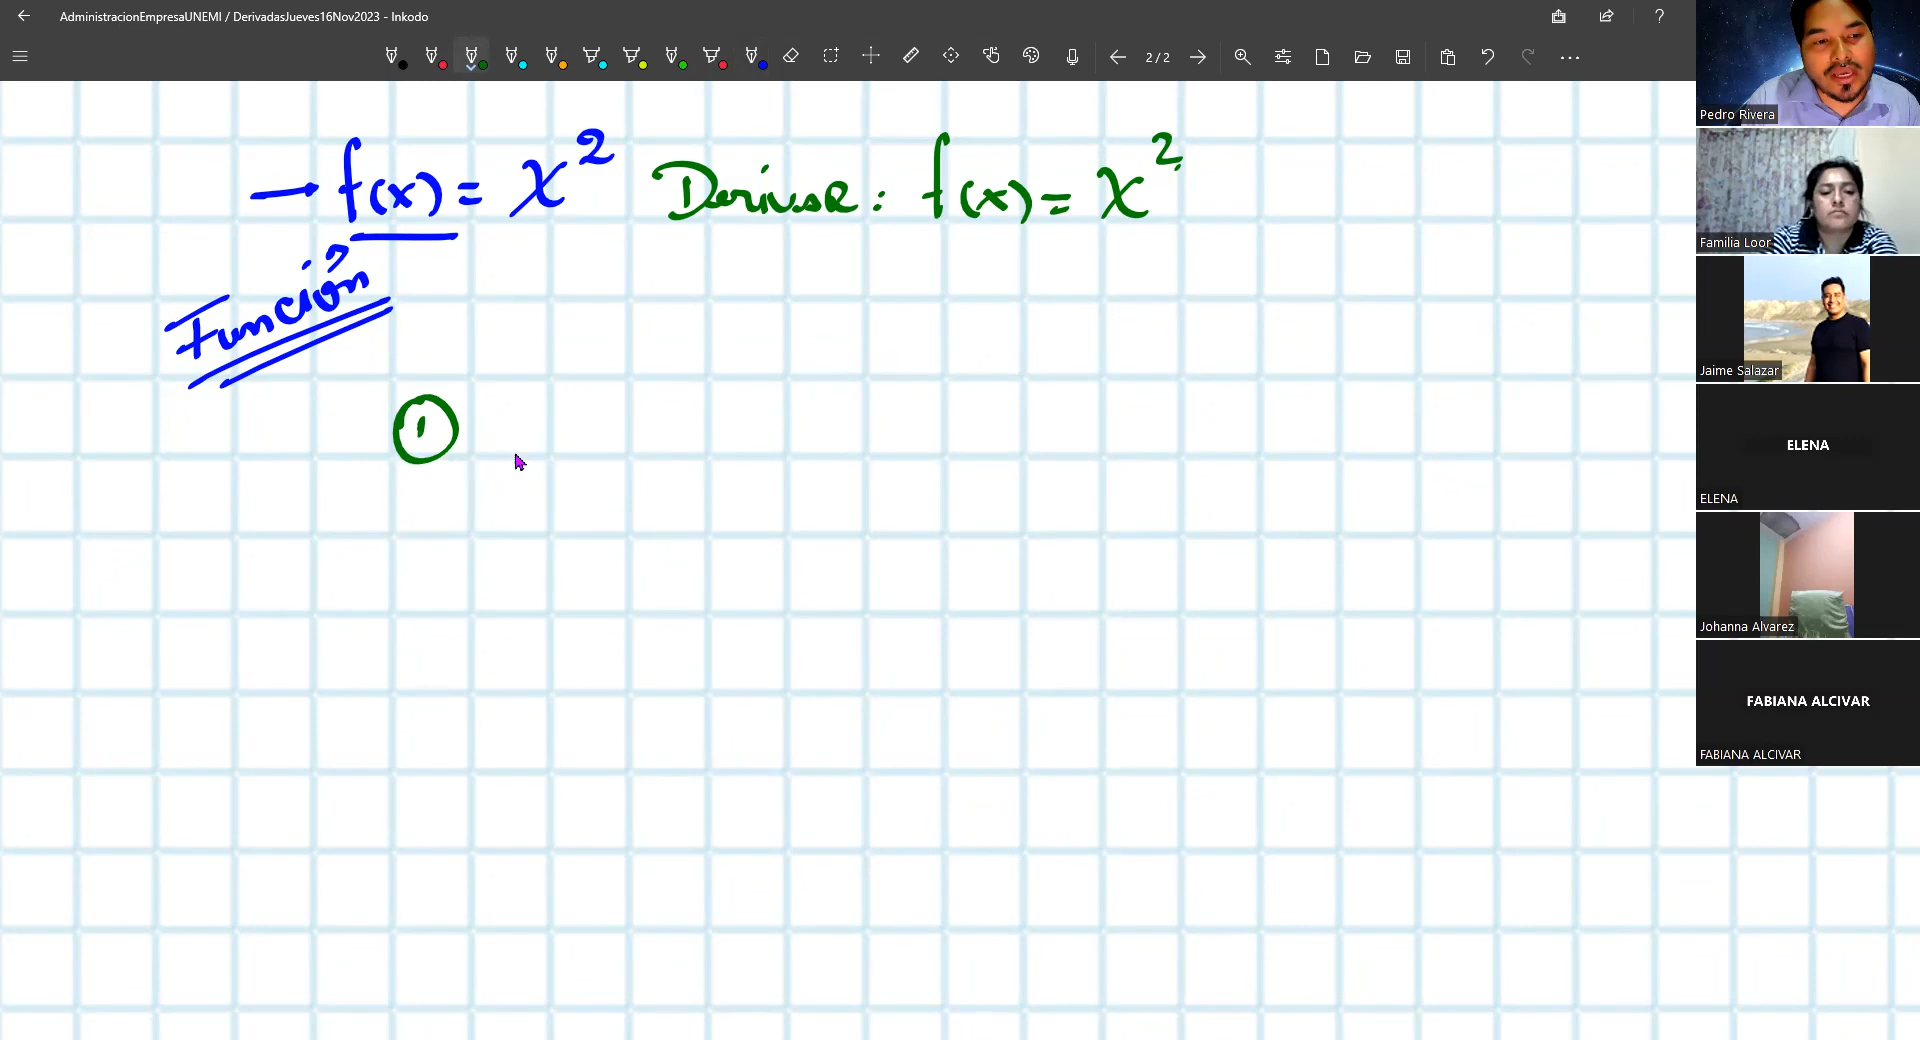 AdministracionEmpresaUNEMI / DerivadasJueves16Nov2023 - Inkodo
2/2
→ f(x) = x² Derivar: f(x) = x²
Función
1
Pedro Rivera
Familia Loor
Jaime Salazar
ELENA
ELENA
Johanna Alvarez
FABIANA ALCIVAR
FABIANA ALCIVAR